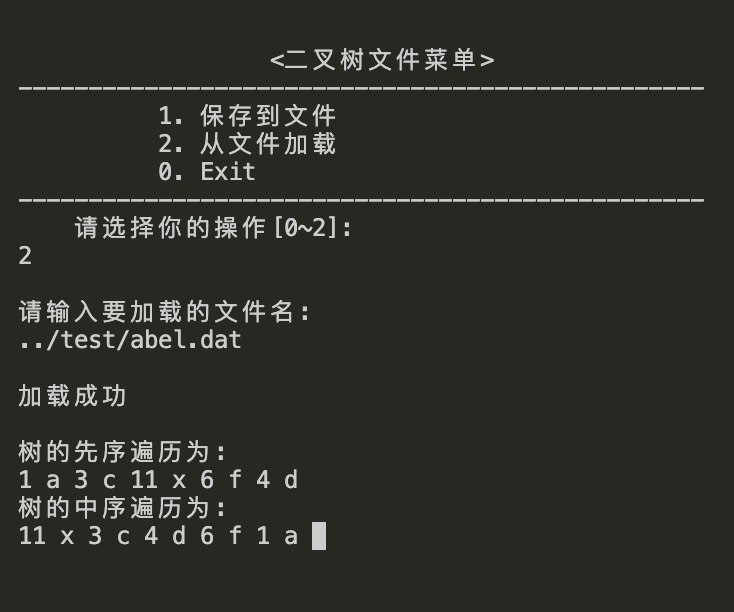 <二叉树文件菜单>
-------------------------------------------------
1. 保存到文件
2. 从文件加载
0. Exit
-------------------------------------------------
请选择你的操作[0~2]:
2
请输入要加载的文件名:
../test/abel.dat
加载成功
树的先序遍历为:
1 a 3 c 11 x 6 f 4 d
树的中序遍历为:
11 x 3 c 4 d 6 f 1 a